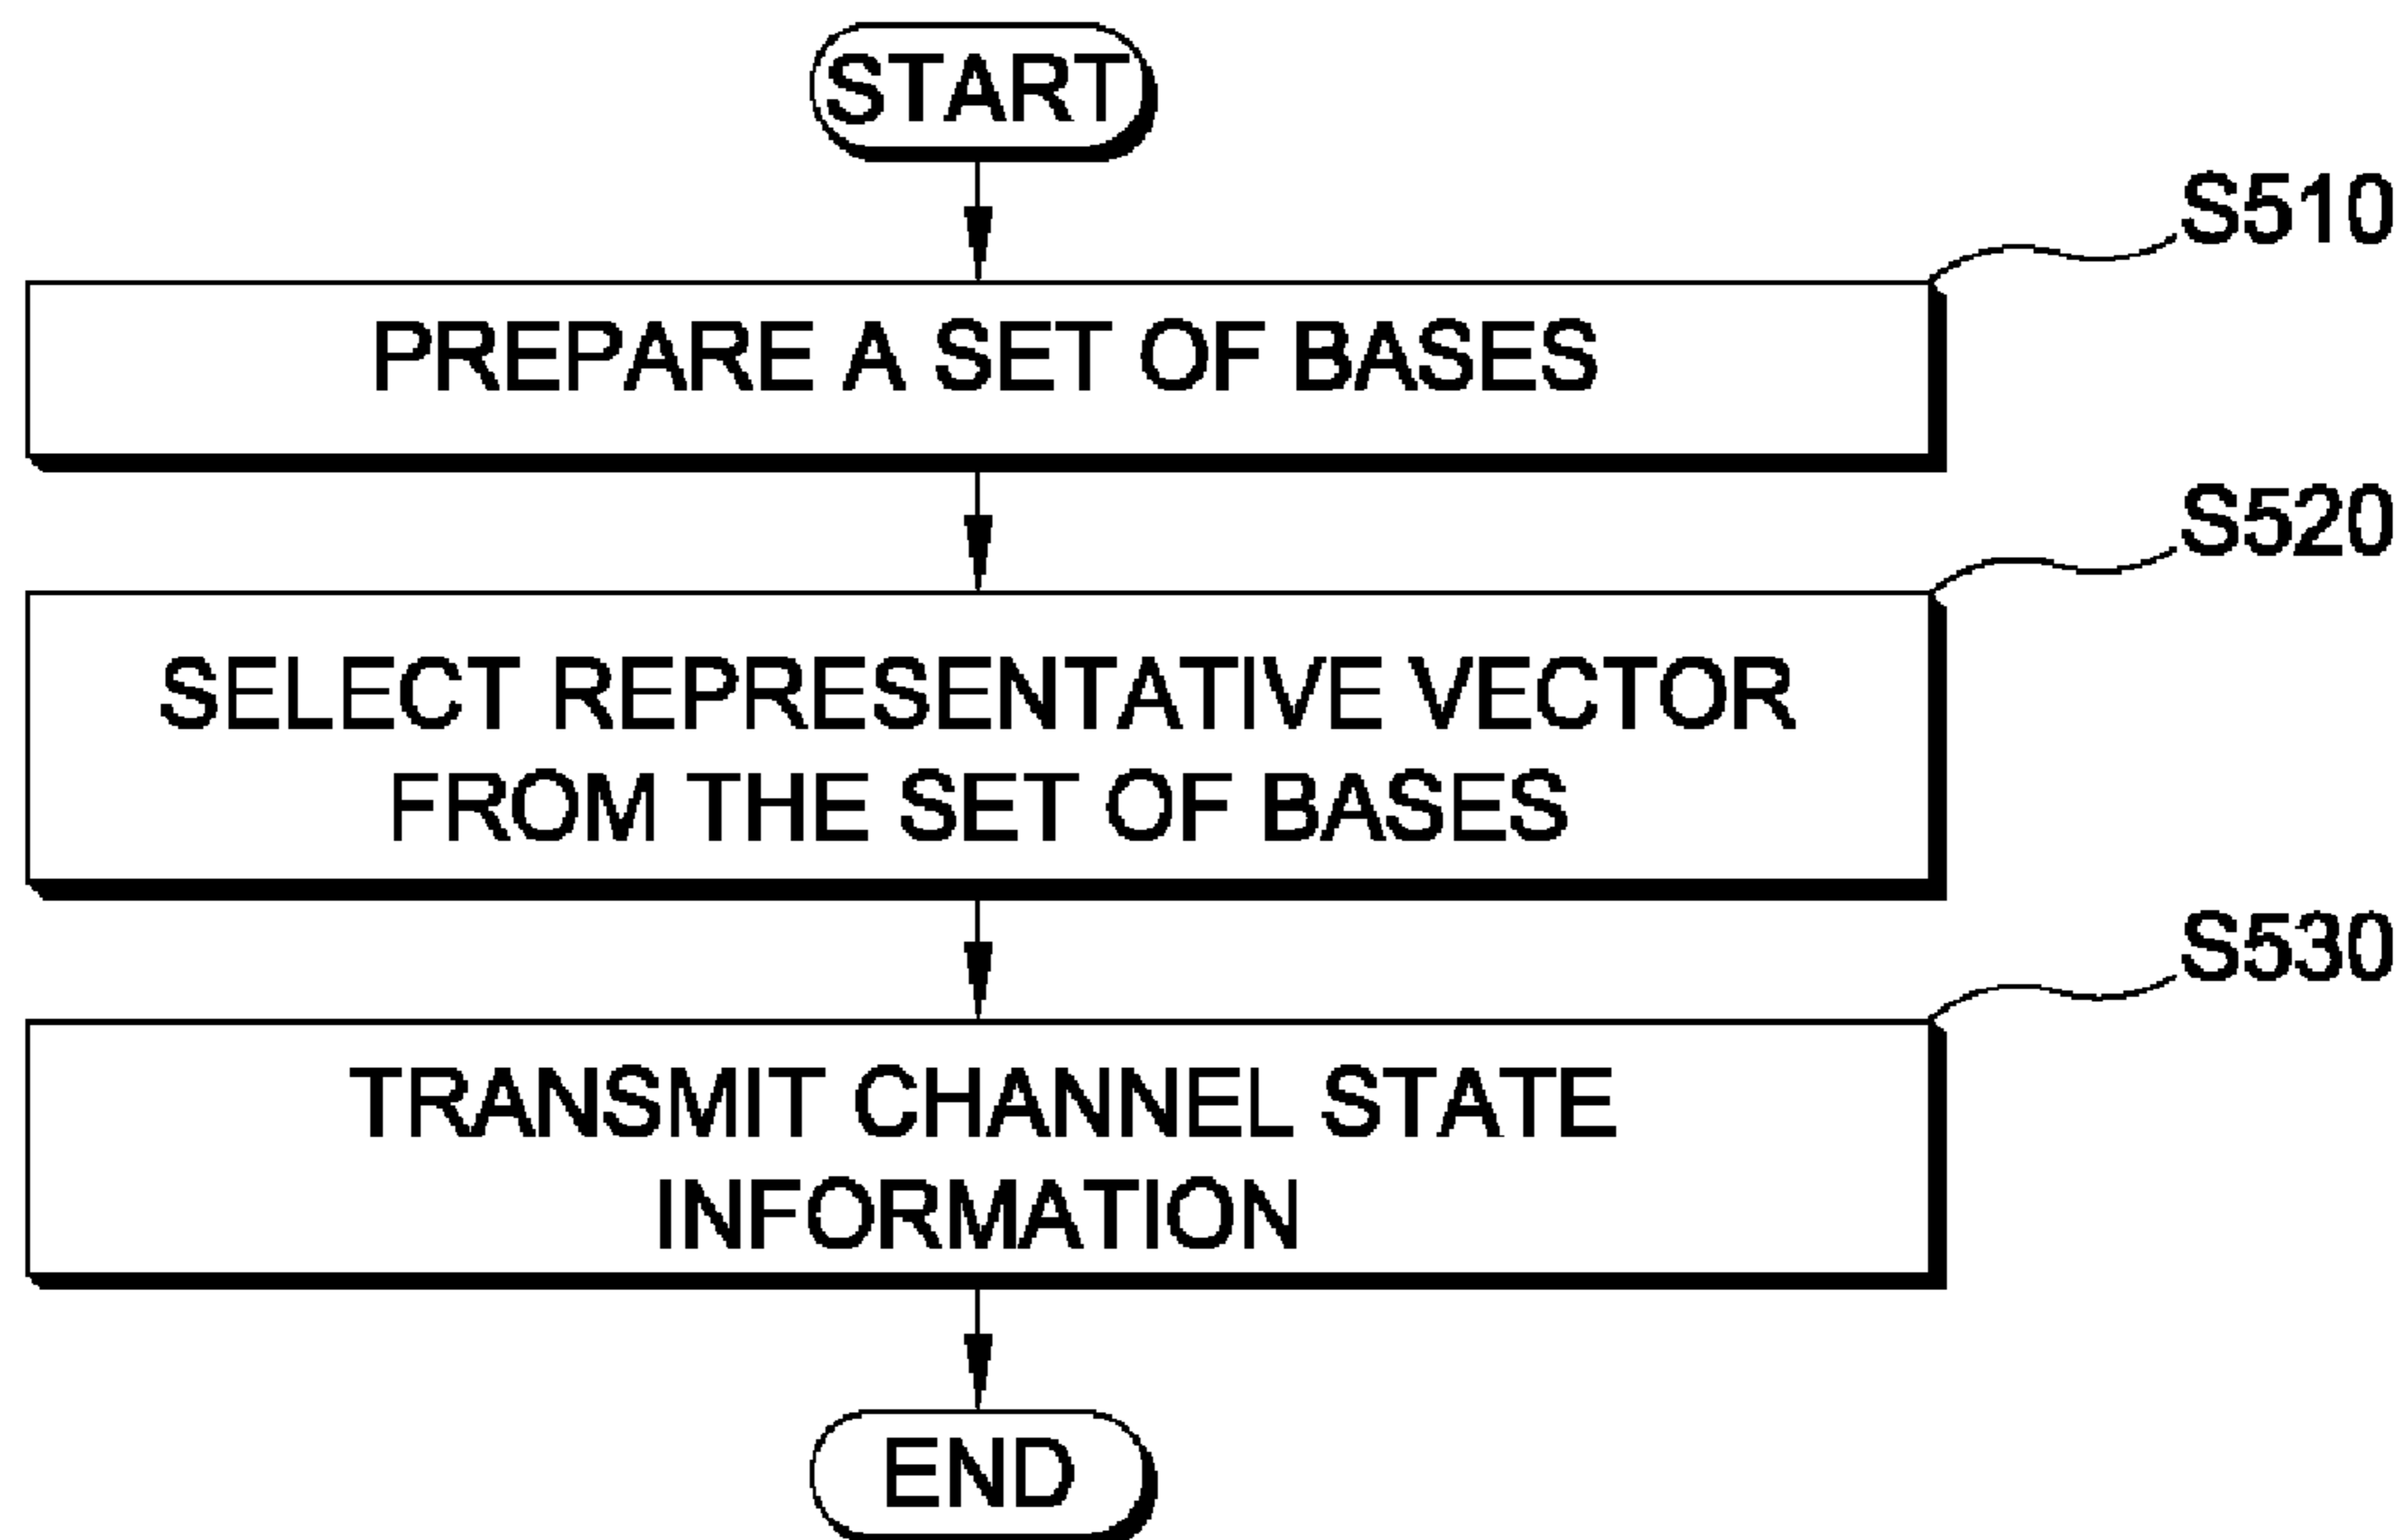 START
S510
PREPARE A SET OF BASES
S520
SELECT REPRESENTATIVE VECTOR
FROM THE SET OF BASES
S530
TRANSMIT CHANNEL STATE
INFORMATION
END